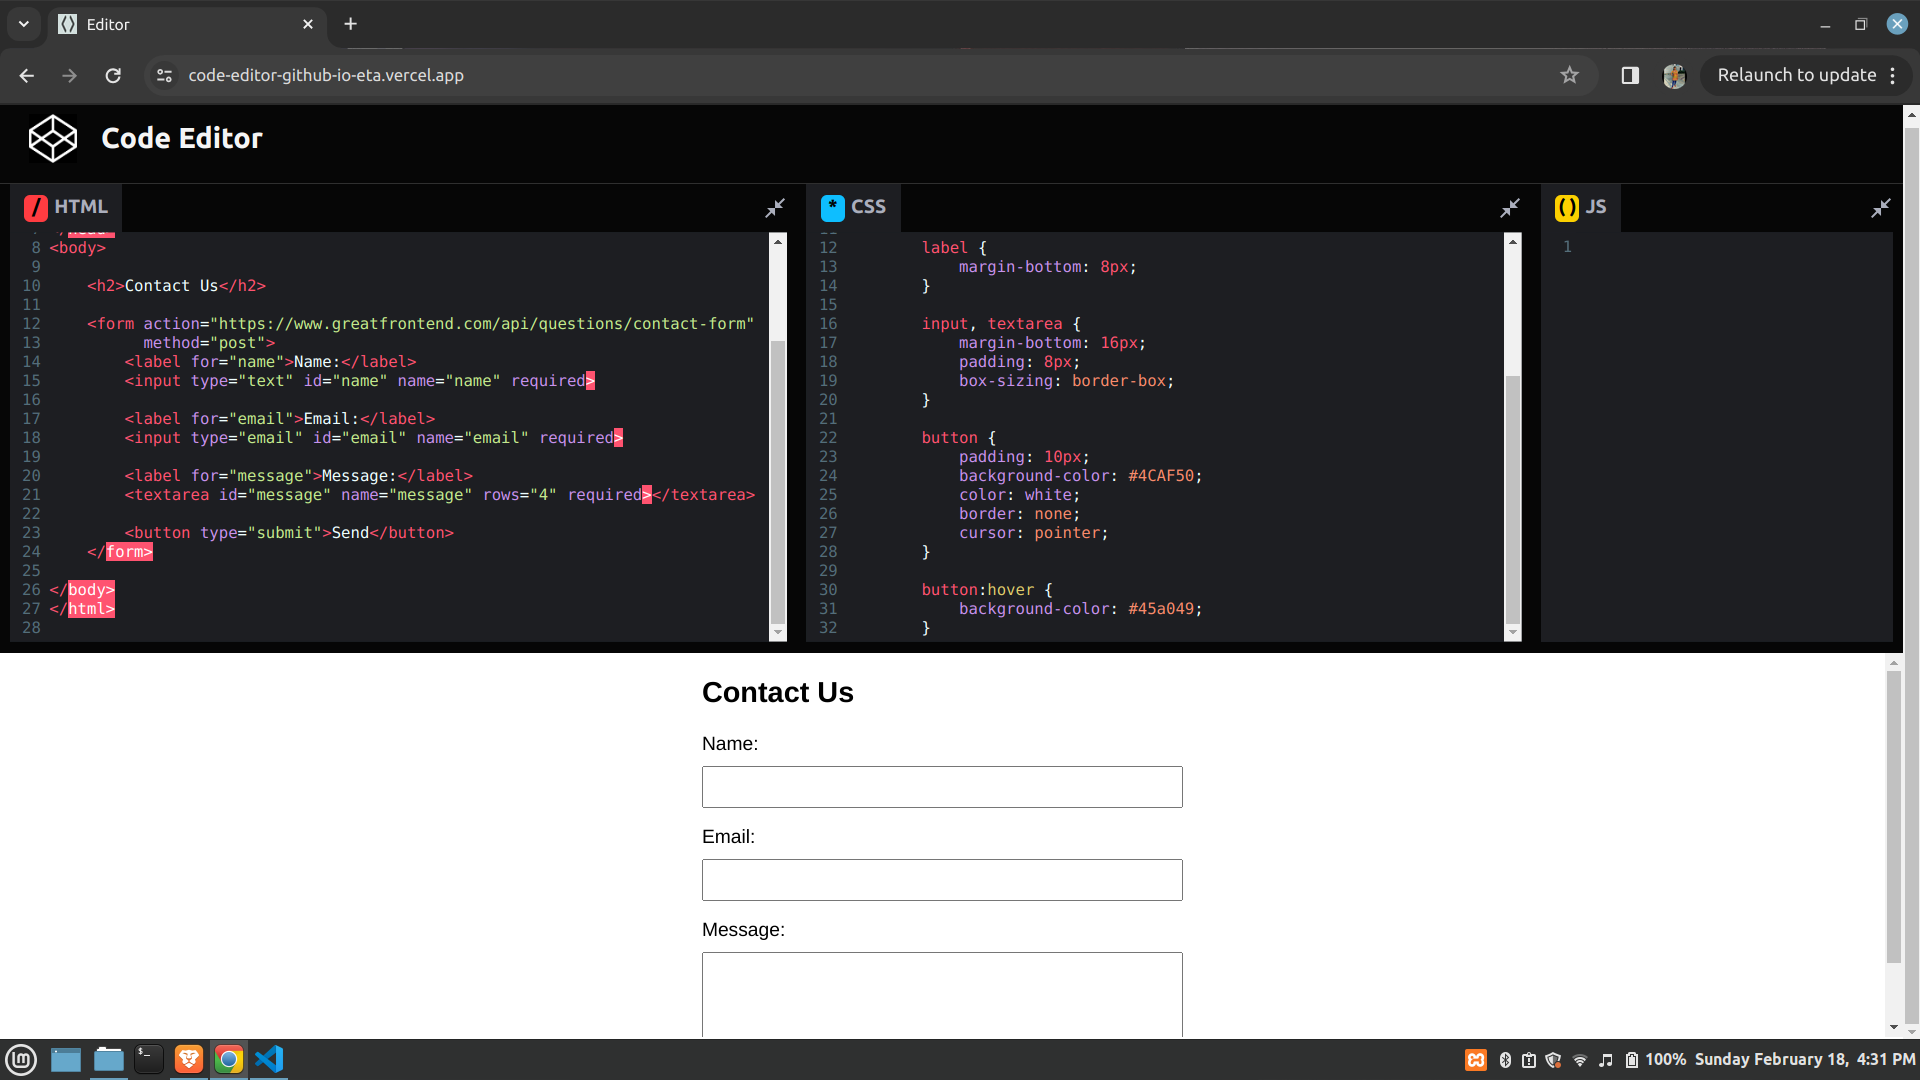 Editor
code-editor-github-io-eta.vercel.app
Relaunch to update
Code Editor
/ HTML
8 <body>
9
10 <h2>Contact Us</h2>
11
12 <form action="https://www.greatfrontend.com/api/questions/contact-form"
13 method="post">
14 <label for="name">Name:</label>
15 <input type="text" id="name" name="name" required>
16
17 <label for="email">Email:</label>
18 <input type="email" id="email" name="email" required>
19
20 <label for="message">Message:</label>
21 <textarea id="message" name="message" rows="4" required></textarea>
22
23 <button type="submit">Send</button>
24 </form>
25
26 </body>
27 </html>
28
* CSS
12 label {
13 margin-bottom: 8px;
14 }
15
16 input, textarea {
17 margin-bottom: 16px;
18 padding: 8px;
19 box-sizing: border-box;
20 }
21
22 button {
23 padding: 10px;
24 background-color: #4CAF50;
25 color: white;
26 border: none;
27 cursor: pointer;
28 }
29
30 button:hover {
31 background-color: #45a049;
32 }
() JS
1
Contact Us
Name:
Email:
Message:
100% Sunday February 18, 4:31 PM